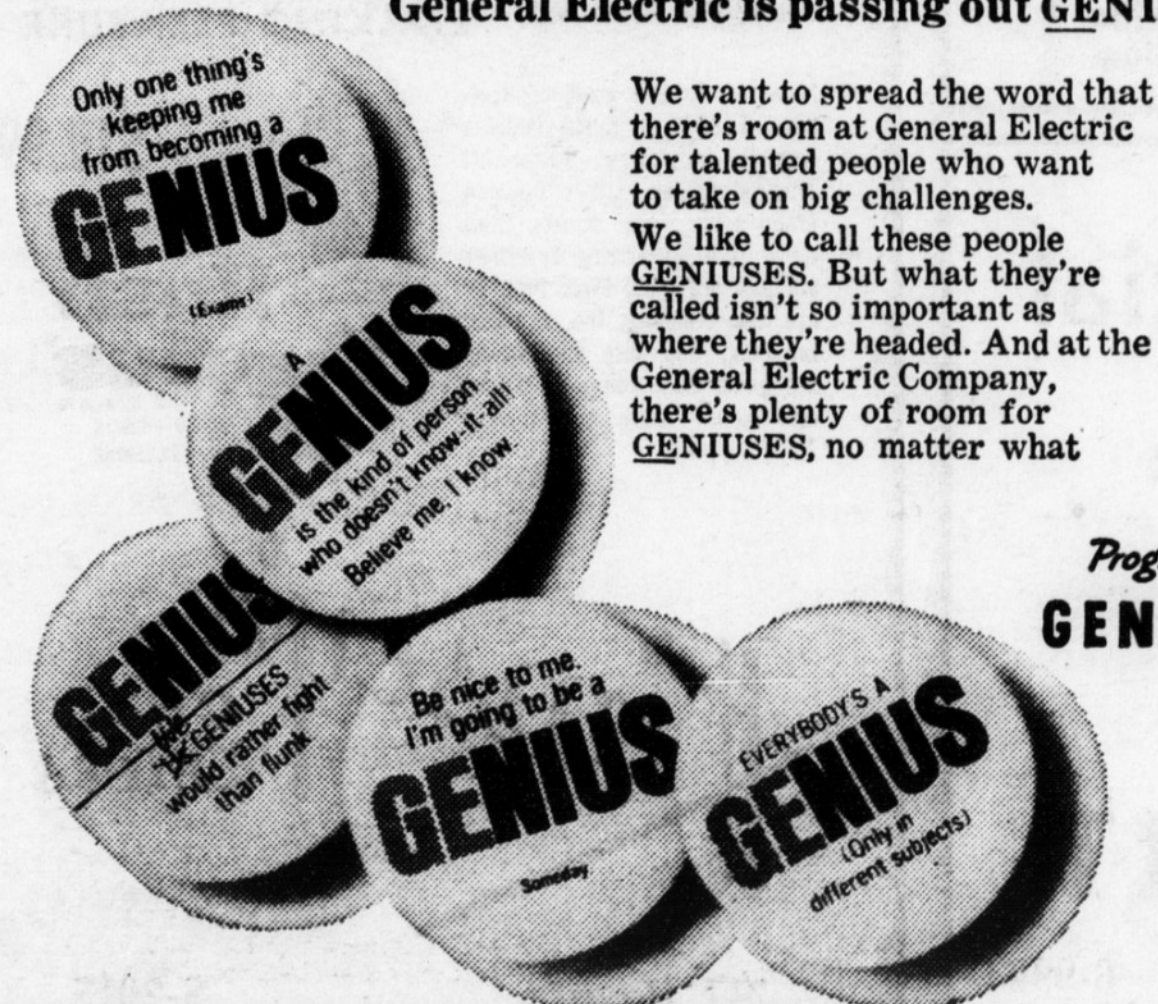 General Electric is passing out GENI
We want to spread the word that
there's room at General Electric
for talented people who want
to take on big challenges.
We like to call these people
GENIUSES. But what they're
called isn't so important as
where they're headed. And at the
General Electric Company,
there's plenty of room for
GENIUSES, no matter what
Prog
GEN
Only one thing's
keeping me
from becoming a
GENIUS
(Exams)
A
GENIUS
is the kind of person
who doesn't know-it-all!
Believe me, I know.
GENIUS
We
GENIUSES
would rather fight
than flunk
Be nice to me.
I'm going to be a
GENIUS
Someday
EVERYBODY'S A
GENIUS
(Only in
different subjects)